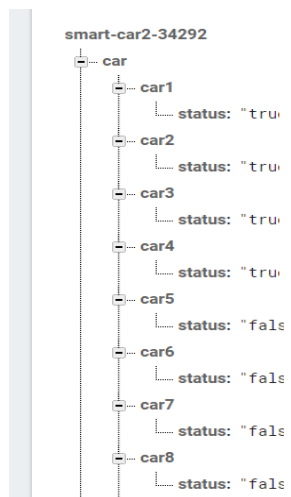 smart-car2-34292
car
car1
status: "tru
car2
status: "tru
car3
status: "tru
car4
status: "tru
car5
status: "fals
car6
status: "fals
car7
status: "fals
car8
status: "fals